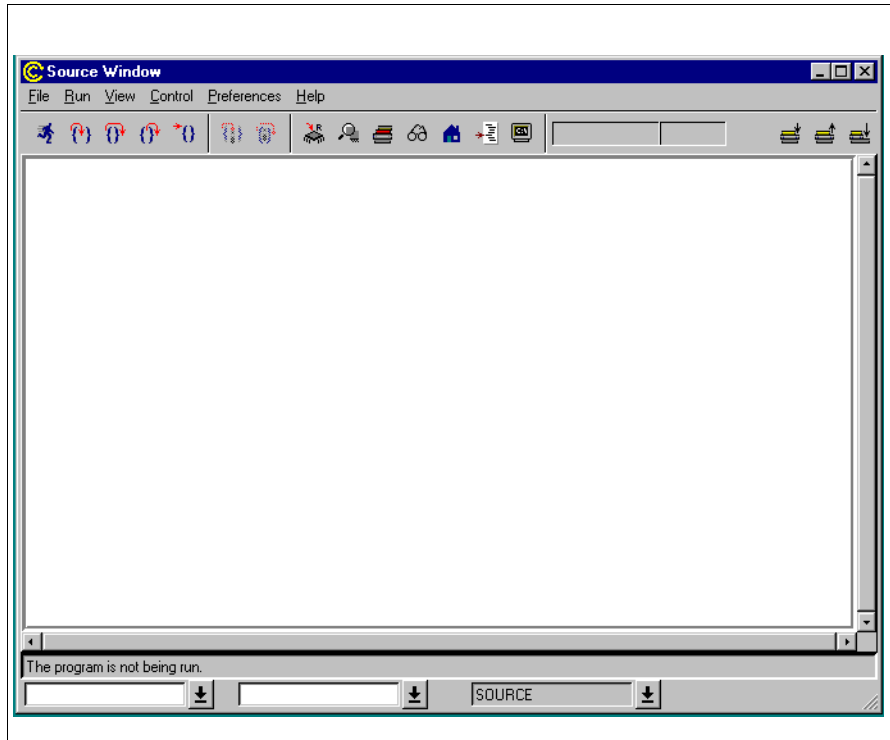 Source Window
File Run View Control Preferences Help
The program is not being run.
SOURCE